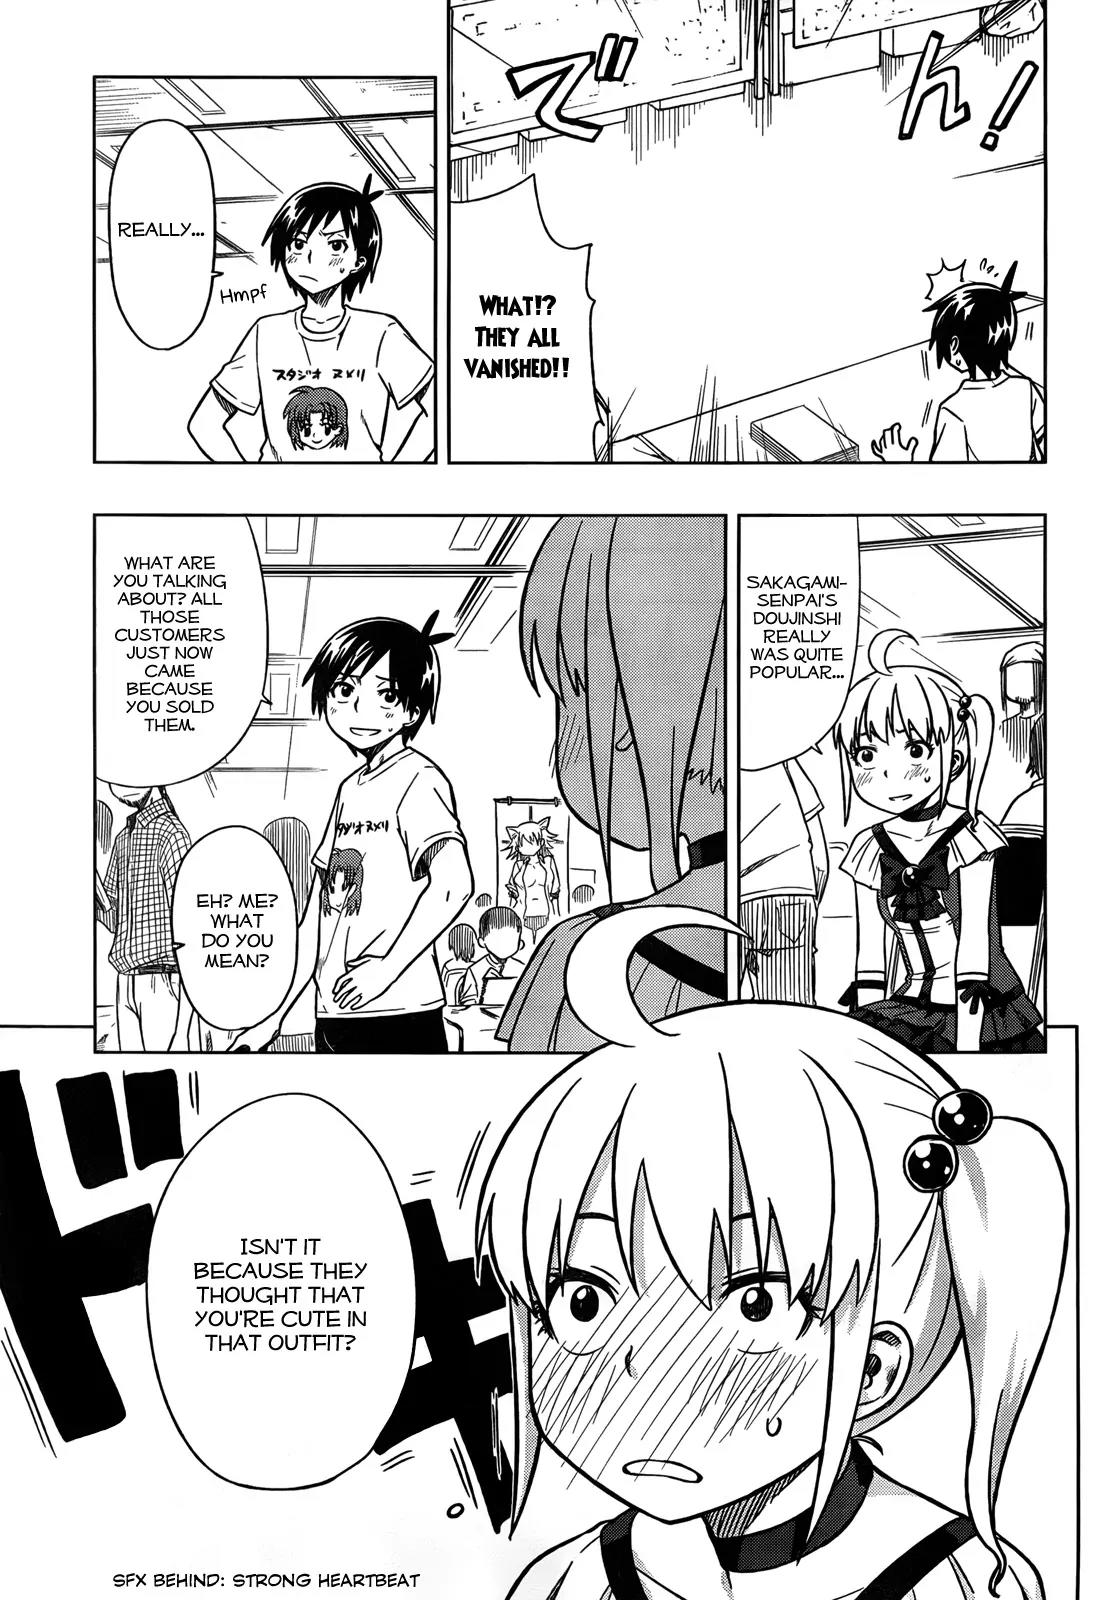 でん!
WHAT!?
THEY ALL
VANISHED!!
REALLY...
Hmpf
スタジオ ヌメリ
SAKAGAMI-
SENPAI'S
DOUJINSHI
REALLY
WAS QUITE
POPULAR...
WHAT ARE
YOU TALKING
ABOUT? ALL
THOSE
CUSTOMERS
JUST NOW
CAME
BECAUSE
YOU SOLD
THEM.
スタジオ ヌメリ
EH? ME?
WHAT
DO YOU
MEAN?
ISN'T IT
BECAUSE THEY
THOUGHT THAT
YOU'RE CUTE IN
THAT OUTFIT?
ドキ
SFX BEHIND: STRONG HEARTBEAT